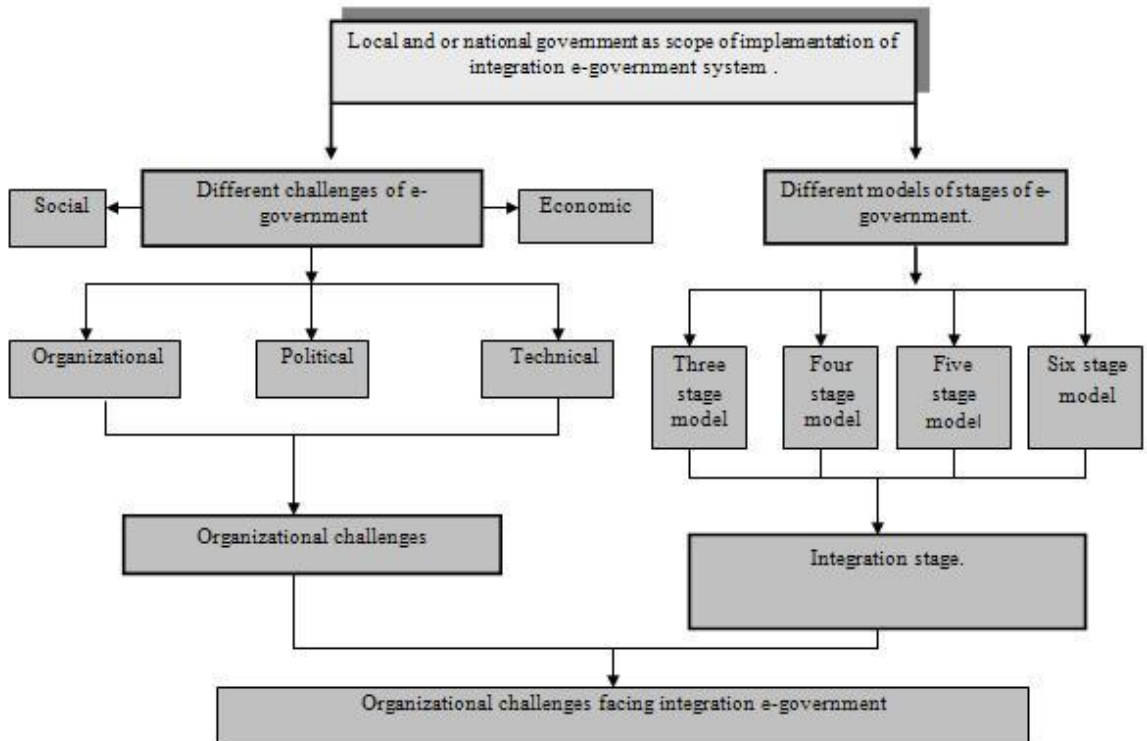 Local and or national government as scope of implementation of
integration e-government system .
Different challenges of e-
government
Social
Economic
Different models of stages of e-
government.
Organizational
Political
Technical
Three
stage
model
Four
stage
model
Five
stage
model
Six stage
model
Organizational challenges
Integration stage.
Organizational challenges facing integration e-government